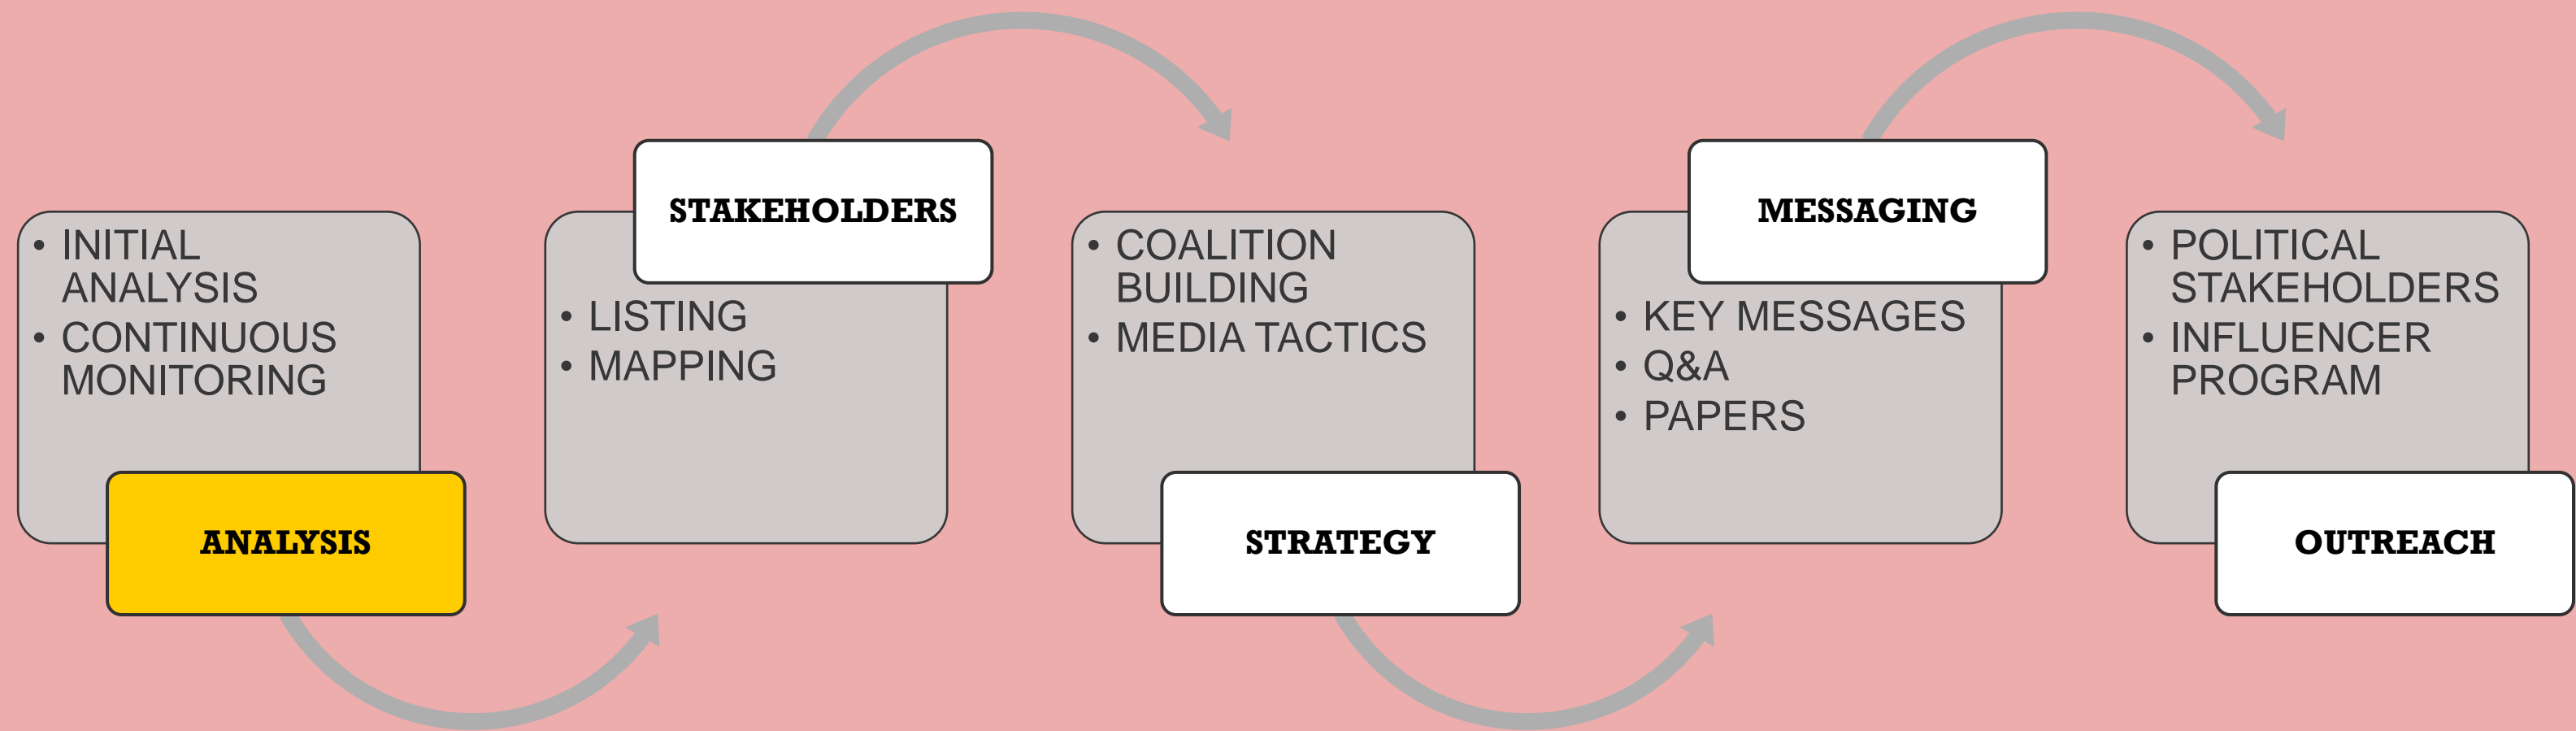 • INITIAL
ANALYSIS
• CONTINUOUS
MONITORING
ANALYSIS
STAKEHOLDERS
• LISTING
• MAPPING
• COALITION
BUILDING
• MEDIA TACTICS
STRATEGY
MESSAGING
• KEY MESSAGES
• Q&A
• PAPERS
• POLITICAL
STAKEHOLDERS
• INFLUENCER
PROGRAM
OUTREACH